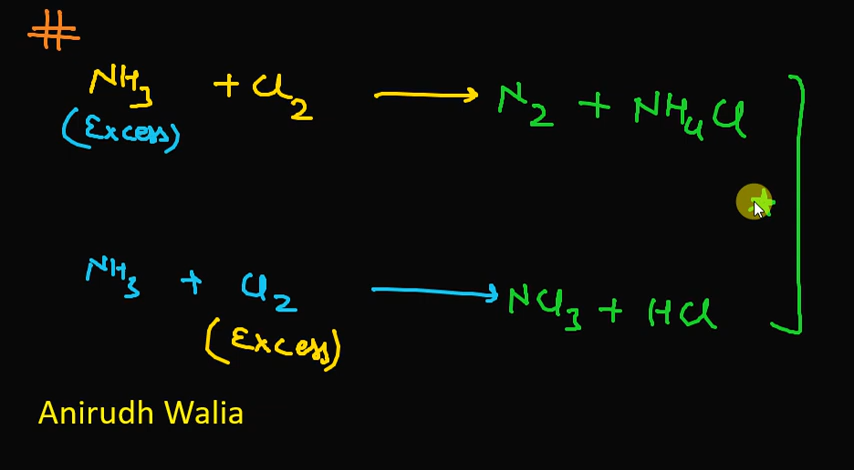 #
NH3 + Cl2 → N2 + NH4Cl
(Excess)
NH3 + Cl2 → NCl3 + HCl
(Excess)
Anirudh Walia